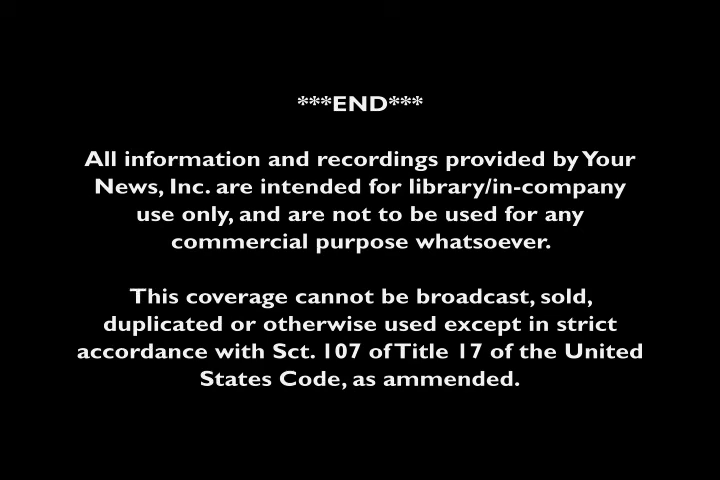 ***END***
All information and recordings provided by Your
News, Inc. are intended for library/in-company
use only, and are not to be used for any
commercial purpose whatsoever.
This coverage cannot be broadcast, sold,
duplicated or otherwise used except in strict
accordance with Sct. 107 of Title 17 of the United
States Code, as ammended.